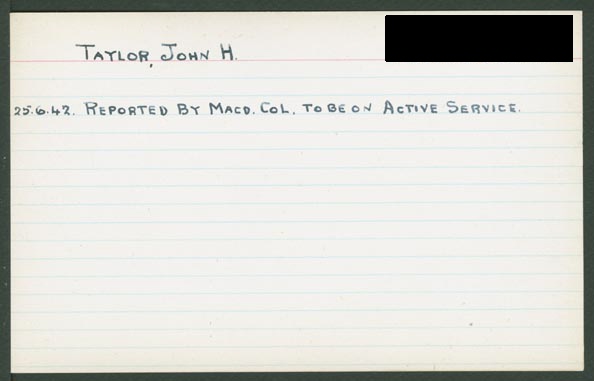 TAYLOR, JOHN H.
25.6.42. REPORTED BY MACD. COL. TO BE ON ACTIVE SERVICE.